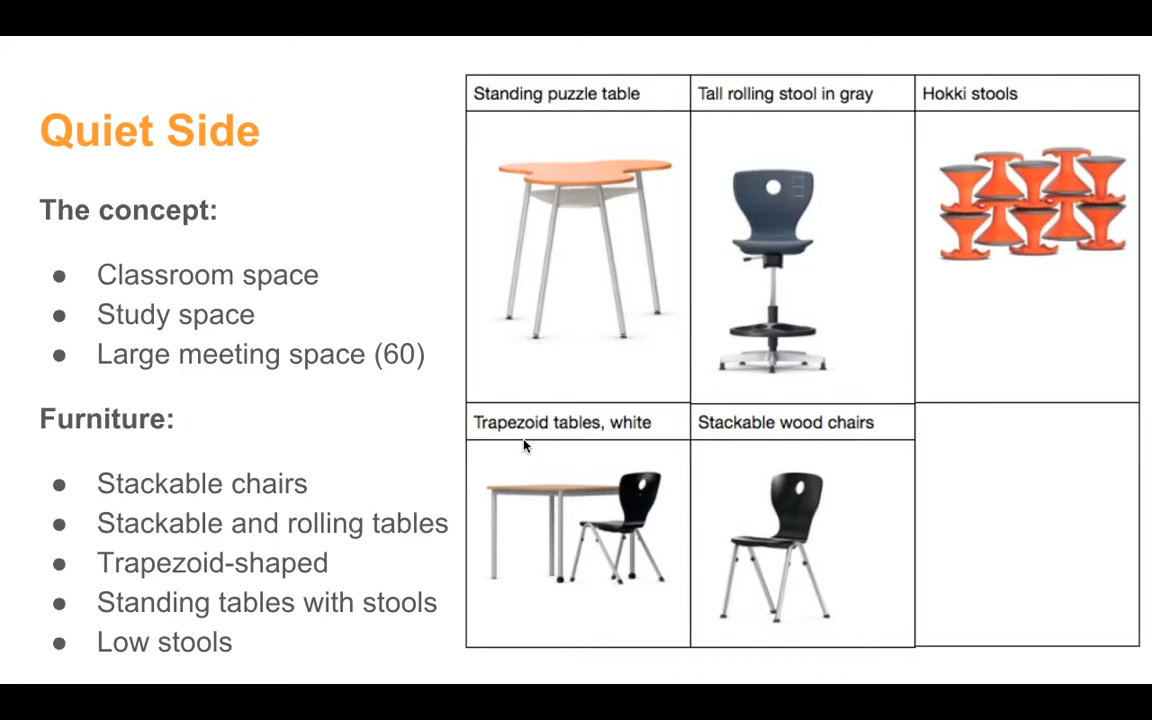 Quiet Side
The concept:
● Classroom space
● Study space
● Large meeting space (60)
Furniture:
● Stackable chairs
● Stackable and rolling tables
● Trapezoid-shaped
● Standing tables with stools
● Low stools
Standing puzzle table
Tall rolling stool in gray
Hokki stools
Trapezoid tables, white
Stackable wood chairs